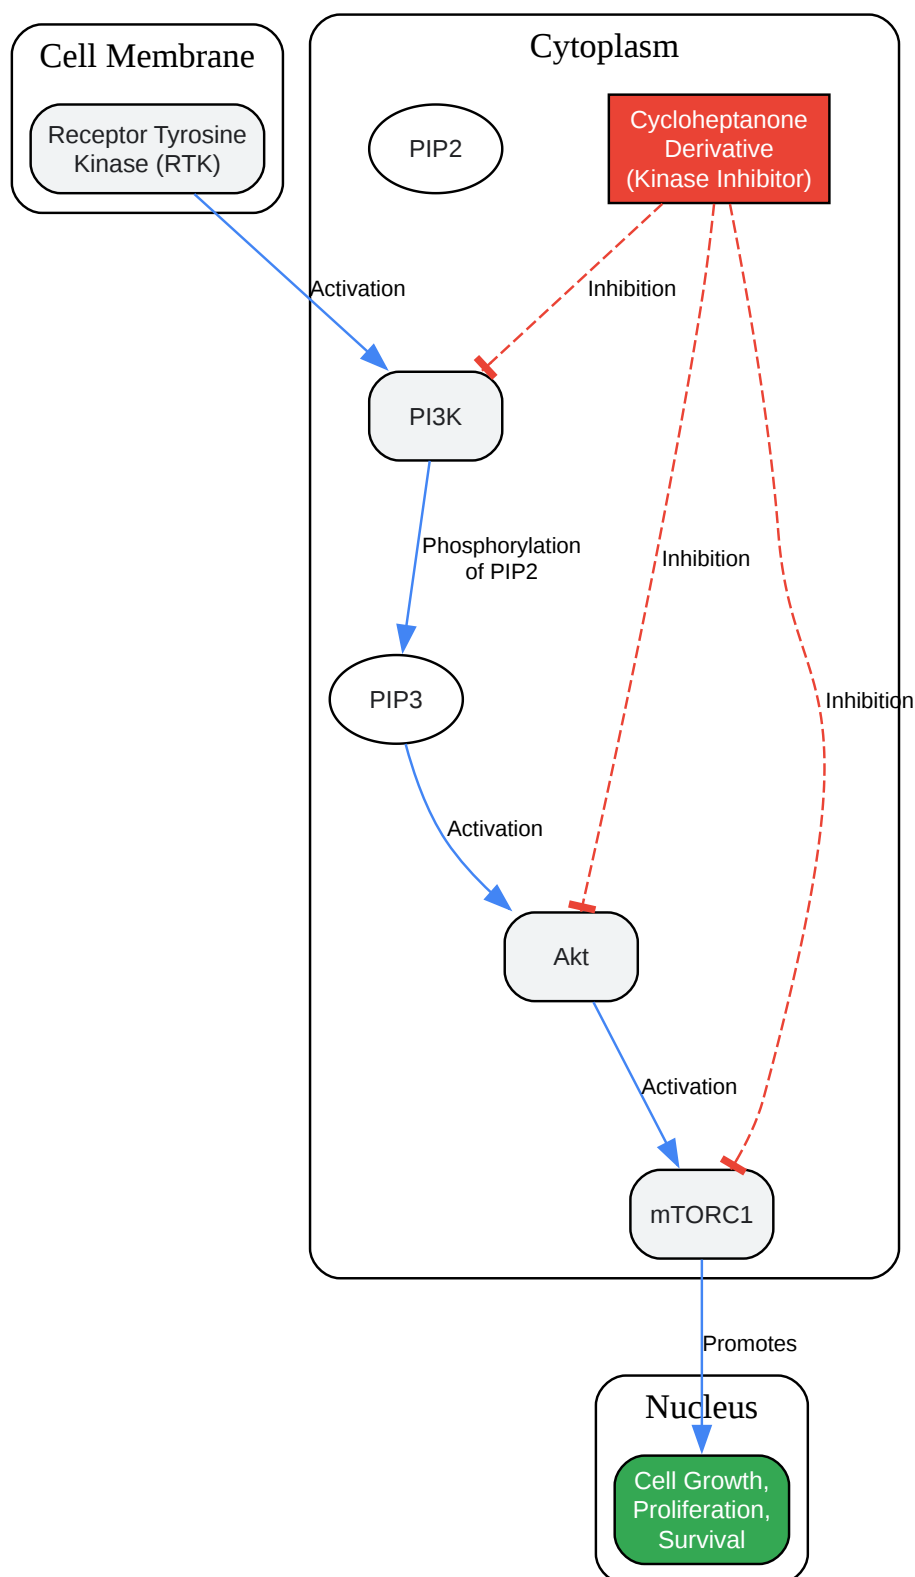 Cell Membrane
Receptor Tyrosine
Kinase (RTK)
Cytoplasm
PIP2
Cycloheptanone
Derivative
(Kinase Inhibitor)
Activation
Inhibition
PI3K
Phosphorylation
of PIP2
Inhibition
PIP3
Inhibition
Activation
Akt
Activation
mTORC1
Promotes
Nucleus
Cell Growth,
Proliferation,
Survival